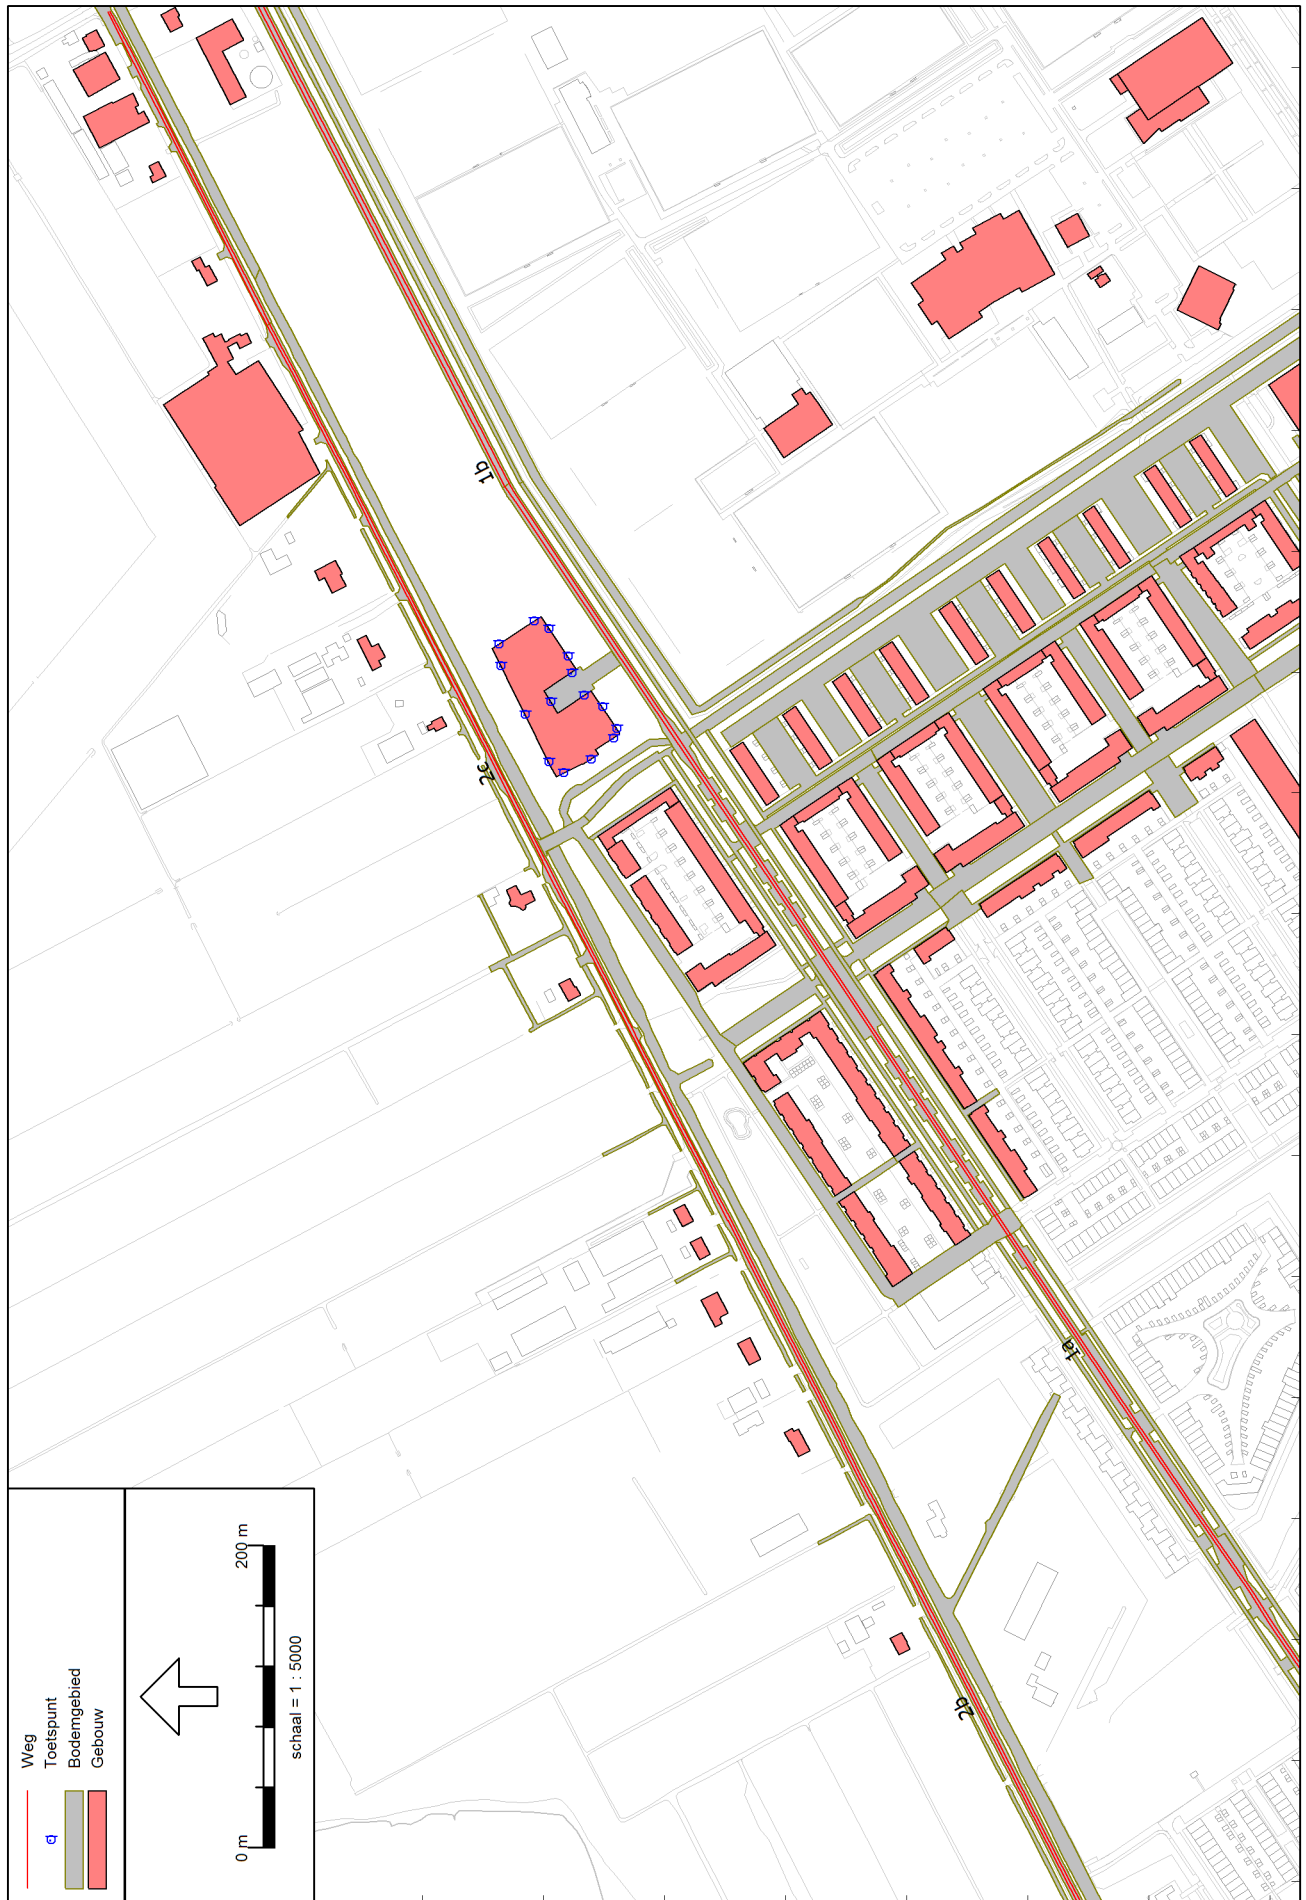 Weg
Toetspunt
Bodemgebied
Gebouw
0 m
200 m
schaal = 1 : 5000
1b
2c
1a
2b